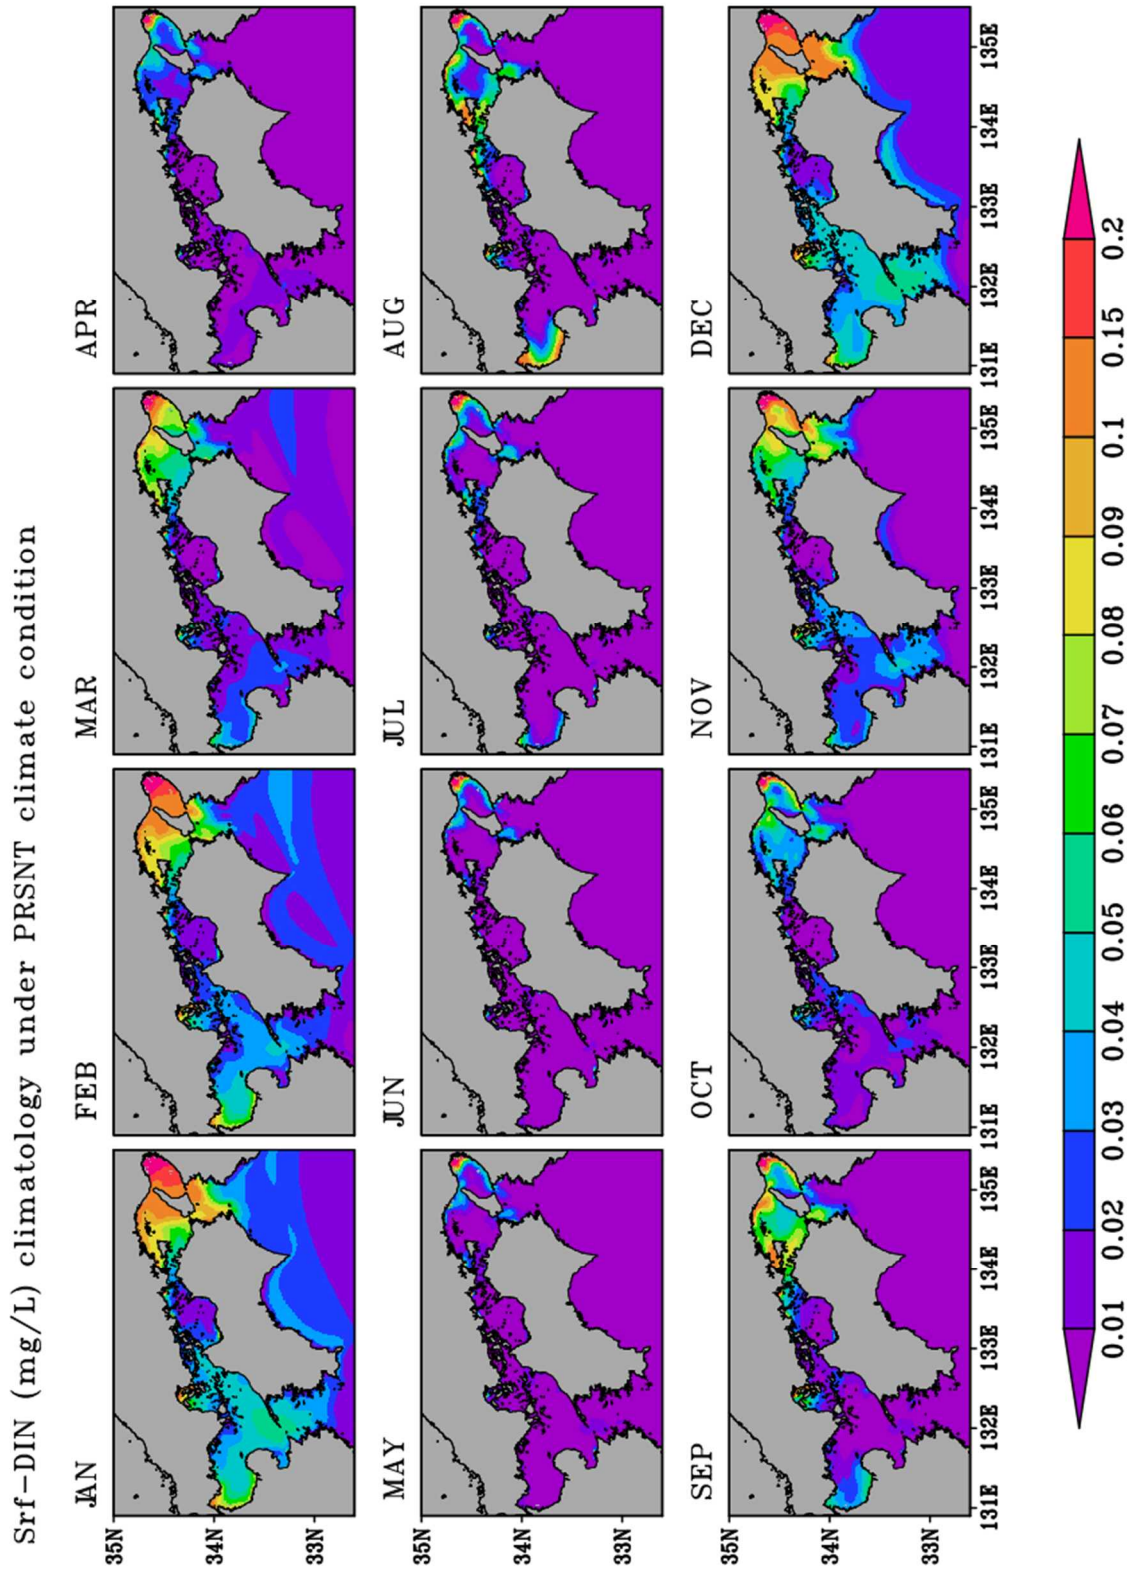 Srf-DIN (mg/L) climatology under PRSNT climate condition
JAN FEB MAR APR
35N
34N
33N
MAY JUN JUL AUG
35N
34N
33N
SEP OCT NOV DEC
35N
34N
33N
131E 132E 133E 134E 135E 131E 132E 133E 134E 135E 131E 132E 133E 134E 135E 131E 132E 133E 134E 135E
0.01 0.02 0.03 0.04 0.05 0.06 0.07 0.08 0.09 0.1 0.15 0.2